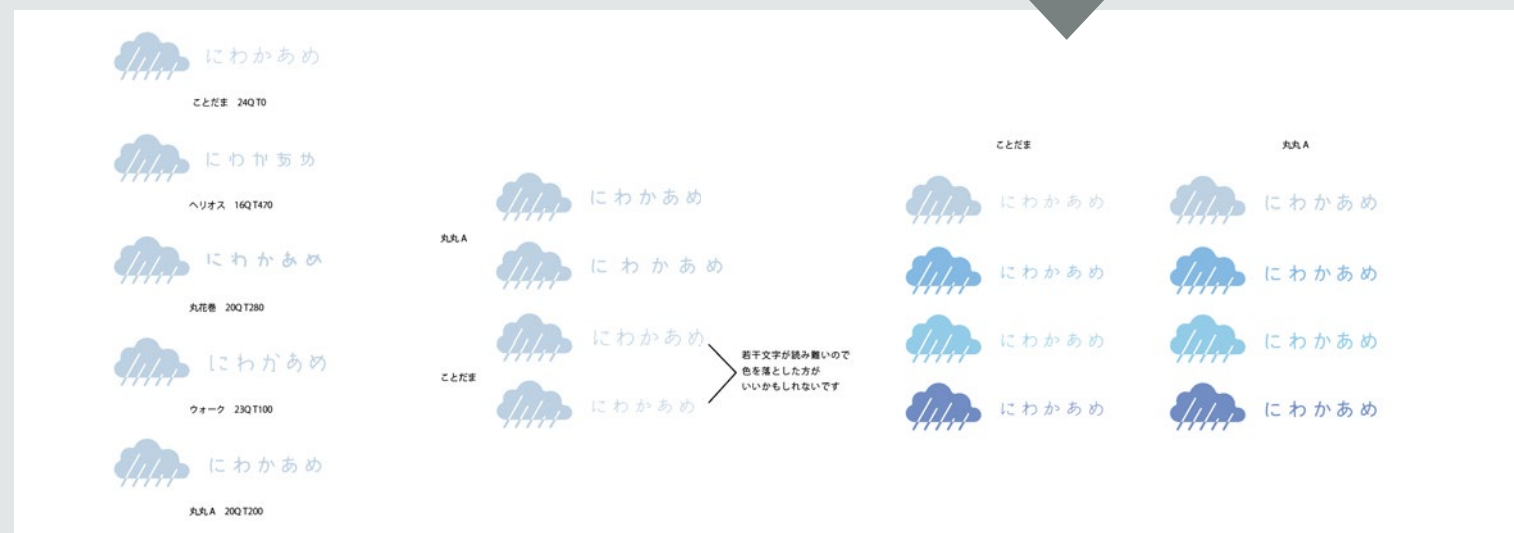 にわかあめ
ことだま 24Q T0
にわかあめ
ヘリオス 16Q T470
にわかあめ
丸花巻 20Q T280
にわかあめ
ウォーク 23Q T100
にわかあめ
丸丸A 20Q T200
丸丸A
にわかあめ
にわかあめ
ことだま
にわかあめ
にわかあめ
若干文字が読み難いので
色を落とした方が
いいかもしれないです
ことだま
にわかあめ
にわかあめ
にわかあめ
にわかあめ
丸丸A
にわかあめ
にわかあめ
にわかあめ
にわかあめ